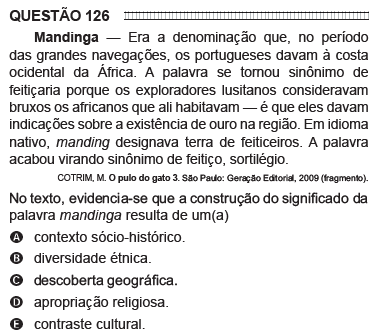 QUESTÃO 126
Mandinga — Era a denominação que, no período
das grandes navegações, os portugueses davam à costa
ocidental da África. A palavra se tornou sinônimo de
feitiçaria porque os exploradores lusitanos consideravam
bruxos os africanos que ali habitavam — é que eles davam
indicações sobre a existência de ouro na região. Em idioma
nativo, manding designava terra de feiticeiros. A palavra
acabou virando sinônimo de feitiço, sortilégio.
COTRIM, M. O pulo do gato 3. São Paulo: Geração Editorial, 2009 (fragmento).
No texto, evidencia-se que a construção do significado da
palavra mandinga resulta de um(a)
A contexto sócio-histórico.
B diversidade étnica.
C descoberta geográfica.
D apropriação religiosa.
E contraste cultural.